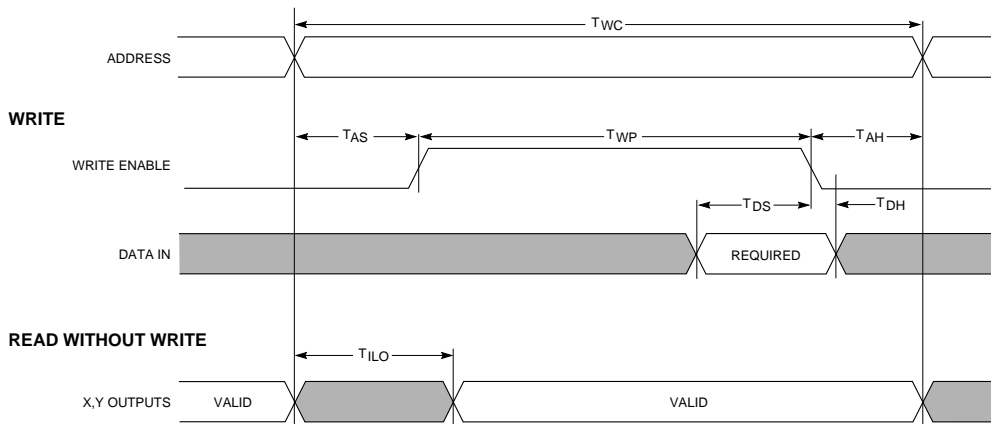 TWC
ADDRESS
WRITE
TAS
TWP
TAH
WRITE ENABLE
TDS
TDH
DATA IN
REQUIRED
READ WITHOUT WRITE
TILO
X,Y OUTPUTS
VALID
VALID